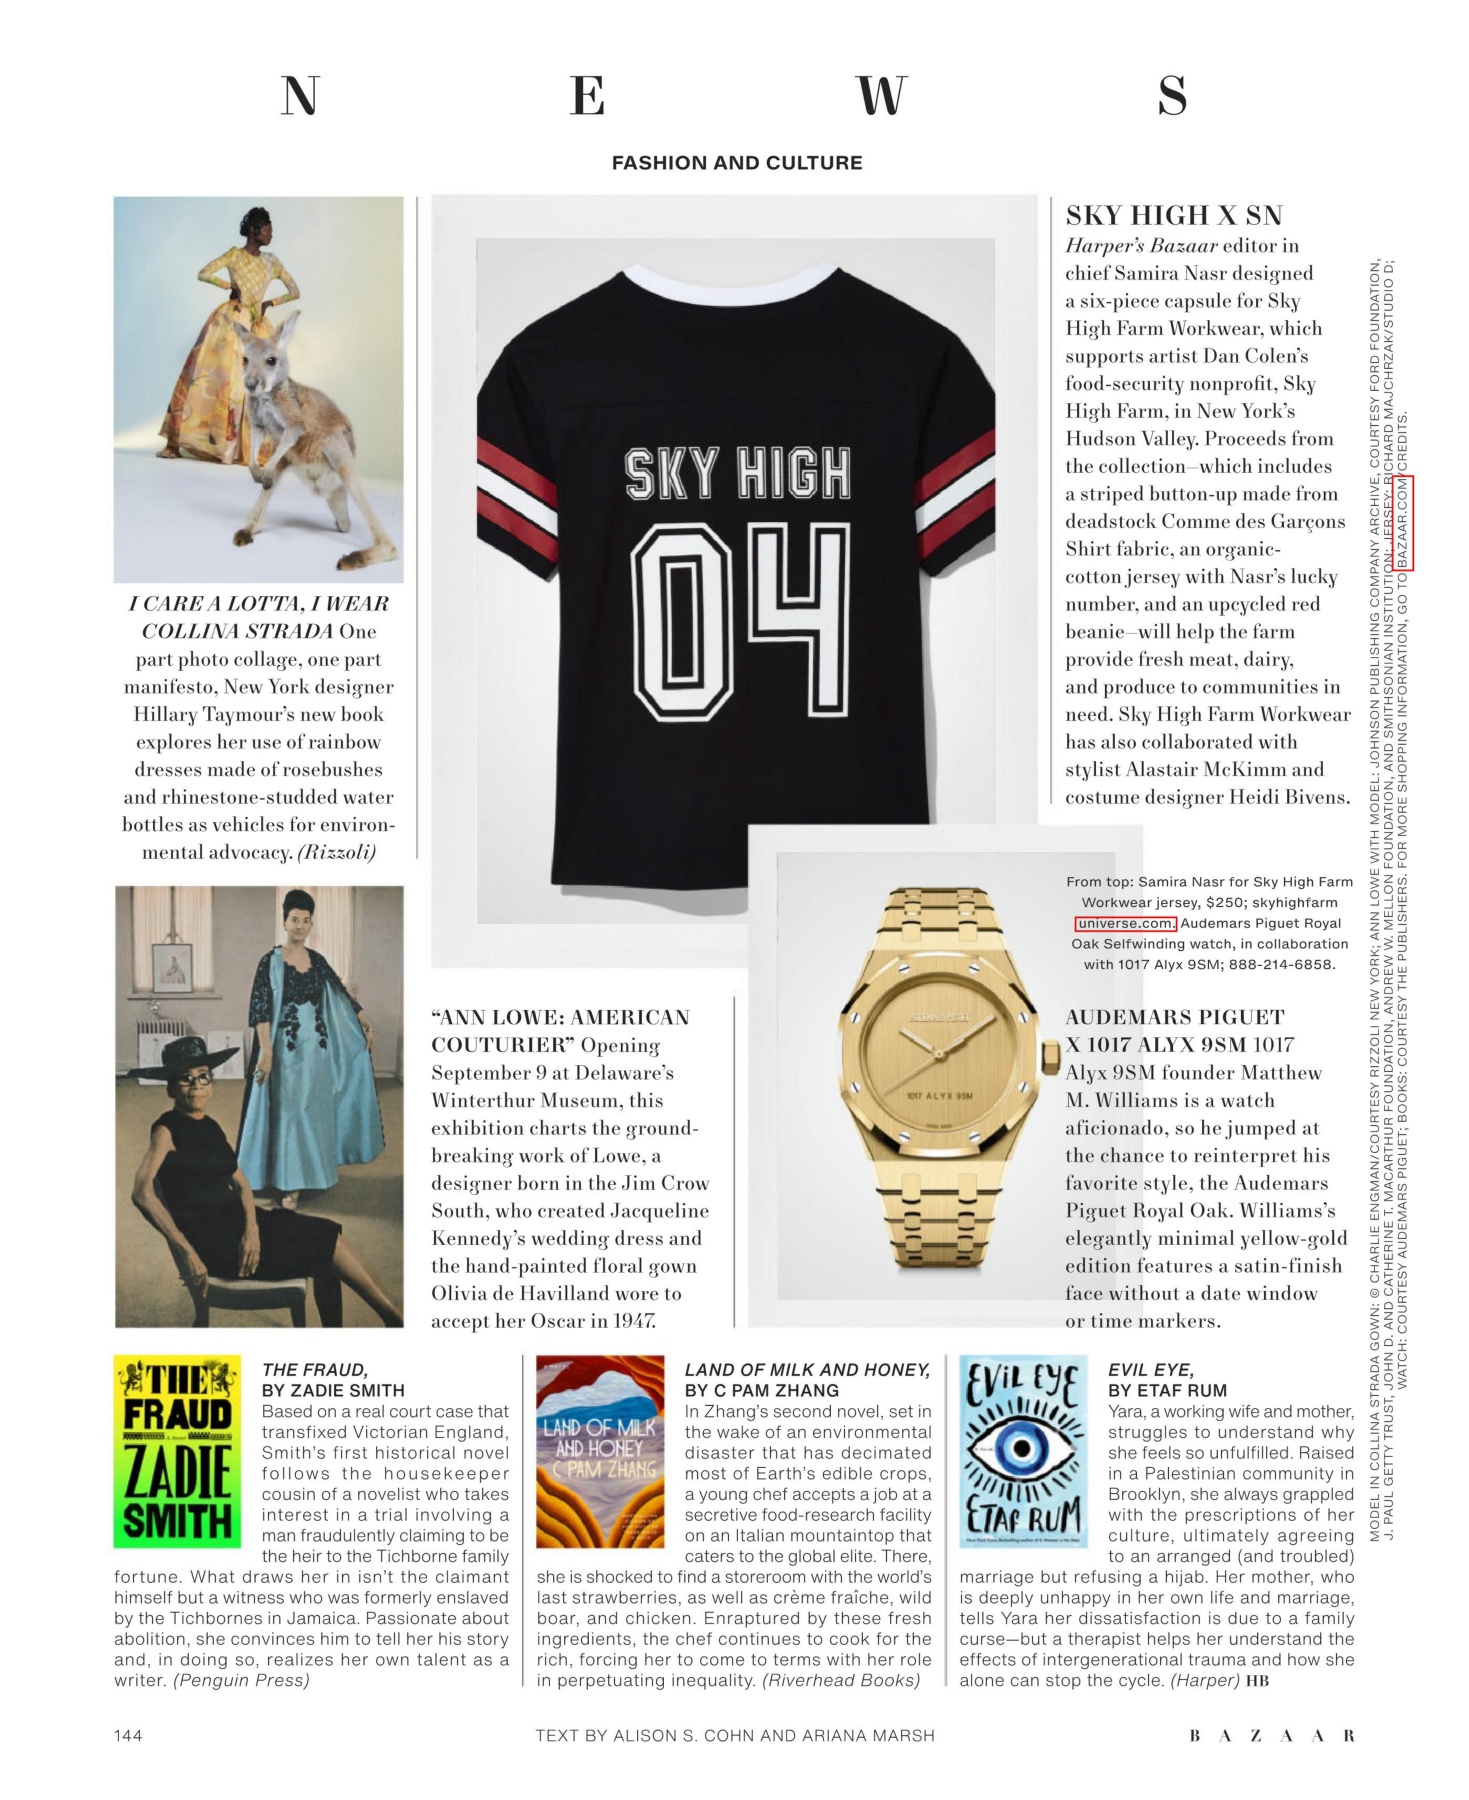 N E W S
FASHION AND CULTURE
I CARE A LOTTA, I WEAR
COLLINA STRADA One
part photo collage, one part
manifesto, New York designer
Hillary Taymour's new book
explores her use of rainbow
dresses made of rosebushes
and rhinestone-studded water
bottles as vehicles for environ-
mental advocacy. (Rizzoli)
SKY HIGH
04
SKY HIGH X SN
Harper's Bazaar editor in
chief Samira Nasr designed
a six-piece capsule for Sky
High Farm Workwear, which
supports artist Dan Colen's
food-security nonprofit, Sky
High Farm, in New York's
Hudson Valley. Proceeds from
the collection—which includes
a striped button-up made from
deadstock Comme des Garçons
Shirt fabric, an organic-
cotton jersey with Nasr's lucky
number, and an upcycled red
beanie—will help the farm
provide fresh meat, dairy,
and produce to communities in
need. Sky High Farm Workwear
has also collaborated with
stylist Alastair McKimm and
costume designer Heidi Bivens.
From top: Samira Nasr for Sky High Farm
Workwear jersey, $250; skyhighfarm
universe.com. Audemars Piguet Royal
Oak Selfwinding watch, in collaboration
with 1017 Alyx 9SM; 888-214-6858.
"ANN LOWE: AMERICAN
COUTURIER" Opening
September 9 at Delaware's
Winterthur Museum, this
exhibition charts the ground-
breaking work of Lowe, a
designer born in the Jim Crow
South, who created Jacqueline
Kennedy's wedding dress and
the hand-painted floral gown
Olivia de Havilland wore to
accept her Oscar in 1947.
AUDEMARS PIGUET
1017 ALYX 9SM
AUDEMARS PIGUET
X 1017 ALYX 9SM 1017
Alyx 9SM founder Matthew
M. Williams is a watch
aficionado, so he jumped at
the chance to reinterpret his
favorite style, the Audemars
Piguet Royal Oak. Williams's
elegantly minimal yellow-gold
edition features a satin-finish
face without a date window
or time markers.
THE
FRAUD
A Novel
ZADIE
SMITH
THE FRAUD,
BY ZADIE SMITH
Based on a real court case that
transfixed Victorian England,
Smith's first historical novel
follows the housekeeper
cousin of a novelist who takes
interest in a trial involving a
man fraudulently claiming to be
the heir to the Tichborne family
fortune. What draws her in isn't the claimant
himself but a witness who was formerly enslaved
by the Tichbornes in Jamaica. Passionate about
abolition, she convinces him to tell her his story
and, in doing so, realizes her own talent as a
writer. (Penguin Press)
LAND OF MILK
AND HONEY
C PAM ZHANG
LAND OF MILK AND HONEY,
BY C PAM ZHANG
In Zhang's second novel, set in
the wake of an environmental
disaster that has decimated
most of Earth's edible crops,
a young chef accepts a job at a
secretive food-research facility
on an Italian mountaintop that
caters to the global elite. There,
she is shocked to find a storeroom with the world's
last strawberries, as well as crème fraîche, wild
boar, and chicken. Enraptured by these fresh
ingredients, the chef continues to cook for the
rich, forcing her to come to terms with her role
in perpetuating inequality. (Riverhead Books)
EVIL EYE
ETAF RUM
EVIL EYE,
BY ETAF RUM
Yara, a working wife and mother,
struggles to understand why
she feels so unfulfilled. Raised
in a Palestinian community in
Brooklyn, she always grappled
with the prescriptions of her
culture, ultimately agreeing
to an arranged (and troubled)
marriage but refusing a hijab. Her mother, who
is deeply unhappy in her own life and marriage,
tells Yara her dissatisfaction is due to a family
curse—but a therapist helps her understand the
effects of intergenerational trauma and how she
alone can stop the cycle. (Harper) HB
MODEL IN COLLINA STRADA GOWN: © CHARLIE ENGMAN/COURTESY RIZZOLI NEW YORK; ANN LOWE WITH MODEL: JOHNSON PUBLISHING COMPANY ARCHIVE, COURTESY FORD FOUNDATION,
J. PAUL GETTY TRUST, JOHN D. AND CATHERINE T. MACARTHUR FOUNDATION, ANDREW W. MELLON FOUNDATION, AND SMITHSONIAN INSTITUTION; JERSEY: RICHARD MAJCHRZAK/STUDIO D;
WATCH: COURTESY AUDEMARS PIGUET; BOOKS: COURTESY THE PUBLISHERS. FOR MORE SHOPPING INFORMATION, GO TO BAZAAR.COM/CREDITS.
144
TEXT BY ALISON S. COHN AND ARIANA MARSH
BAZAAR